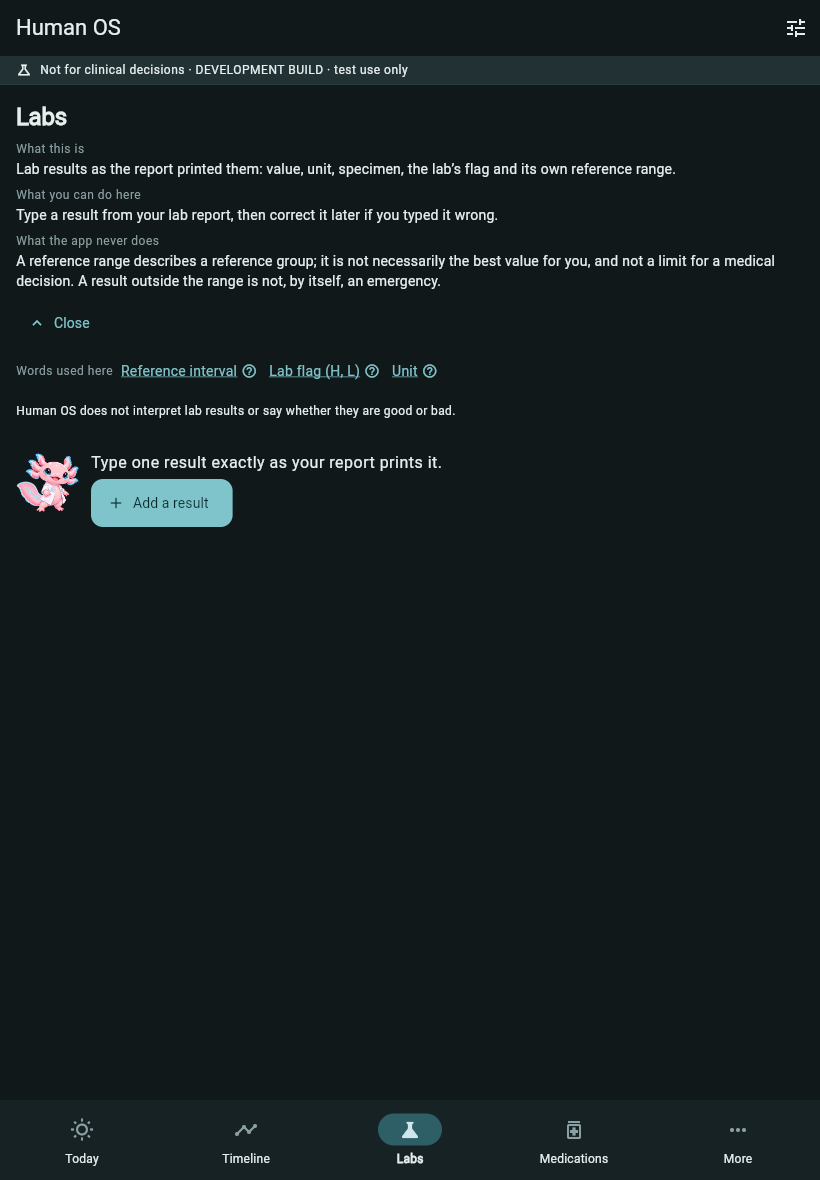 Human OS
Not for clinical decisions · DEVELOPMENT BUILD · test use only
Labs
What this is
Lab results as the report printed them: value, unit, specimen, the lab’s flag and its own reference range.
What you can do here
Type a result from your lab report, then correct it later if you typed it wrong.
What the app never does
A reference range describes a reference group; it is not necessarily the best value for you, and not a limit for a medical
decision. A result outside the range is not, by itself, an emergency.
Close
Words used here Reference interval Lab flag (H, L) Unit
Human OS does not interpret lab results or say whether they are good or bad.
Type one result exactly as your report prints it.
Add a result
Today Timeline Labs Medications More